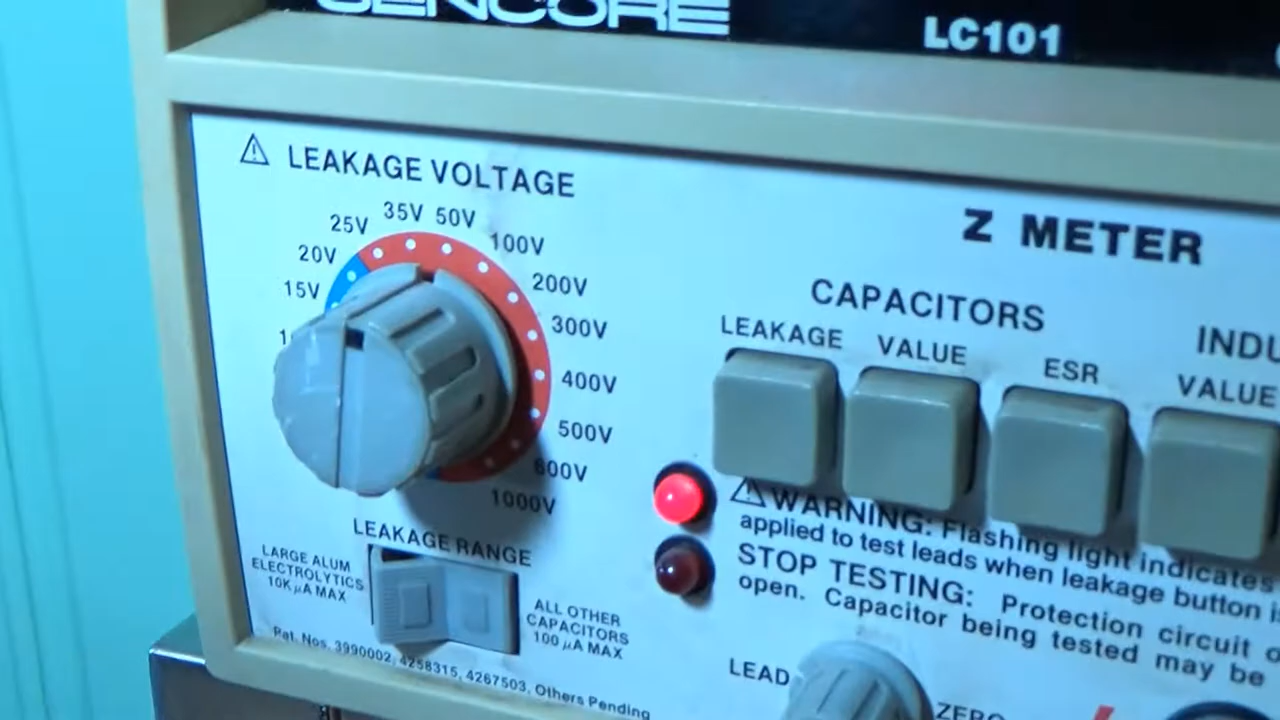 SENCORE
LC101
⚠ LEAKAGE VOLTAGE
35V 50V
25V
100V
20V
200V
15V
300V
400V
500V
600V
1000V
Z METER
CAPACITORS
LEAKAGE
VALUE
ESR
VALUE
LEAKAGE RANGE
LARGE ALUM
ELECTROLYTICS
10K µA MAX
ALL OTHER
CAPACITORS
100 µA MAX
Pat. Nos. 3990002, 4258315, 4267503, Others Pending
⚠ WARNING: Flashing light indicates
applied to test leads when leakage button
STOP TESTING: Protection circuit
open. Capacitor being tested may be
LEAD
ZERO